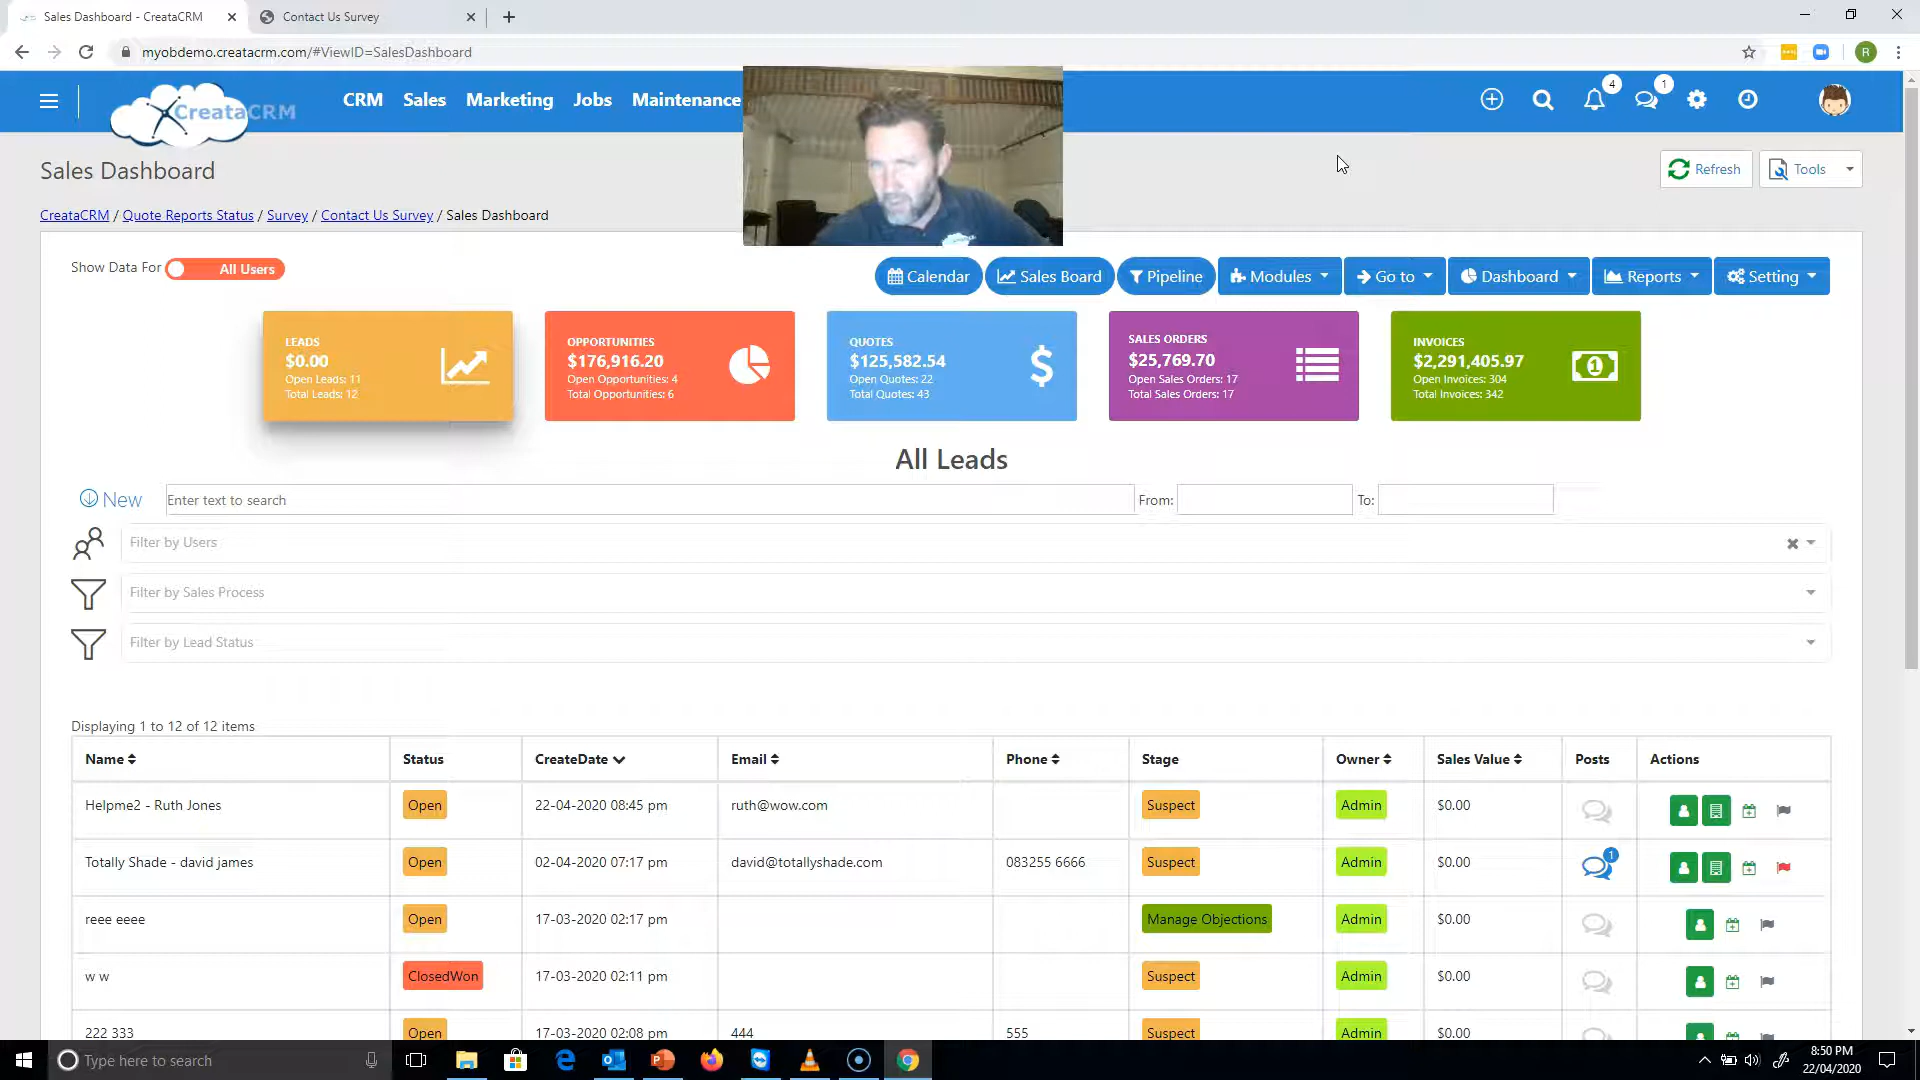 Sales Dashboard - CreataCRM
Contact Us Survey
myobdemo.creatacrm.com/#ViewID=SalesDashboard
R
CreataCRM
CRM Sales Marketing Jobs Maintenance
4
1
Sales Dashboard
Refresh
Tools
CreataCRM / Quote Reports Status / Survey / Contact Us Survey / Sales Dashboard
Show Data For All Users
Calendar Sales Board Pipeline Modules Go to Dashboard Reports Setting
LEADS
$0.00
Open Leads: 11
Total Leads: 12
OPPORTUNITIES
$176,916.20
Open Opportunities: 4
Total Opportunities: 6
QUOTES
$125,582.54
Open Quotes: 22
Total Quotes: 43
$
SALES ORDERS
$25,769.70
Open Sales Orders: 17
Total Sales Orders: 17
INVOICES
$2,291,405.97
Open Invoices: 304
Total Invoices: 342
1
All Leads
New Enter text to search From: To:
Filter by Users
Filter by Sales Process
Filter by Lead Status
Displaying 1 to 12 of 12 items
Name Status CreateDate Email Phone Stage Owner Sales Value Posts Actions
Helpme2 - Ruth Jones Open 22-04-2020 08:45 pm ruth@wow.com Suspect Admin $0.00
Totally Shade - david james Open 02-04-2020 07:17 pm david@totallyshade.com 083255 6666 Suspect Admin $0.00 1
reee eeee Open 17-03-2020 02:17 pm Manage Objections Admin $0.00
w w ClosedWon 17-03-2020 02:11 pm Suspect Admin $0.00
222 333 Open 17-03-2020 02:08 pm 444 555 Suspect Admin $0.00
Type here to search
8:50 PM
22/04/2020